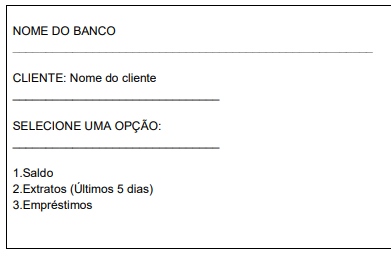 NOME DO BANCO
CLIENTE: Nome do cliente
SELECIONE UMA OPÇÃO:
1.Saldo
2.Extratos (Últimos 5 dias)
3.Empréstimos